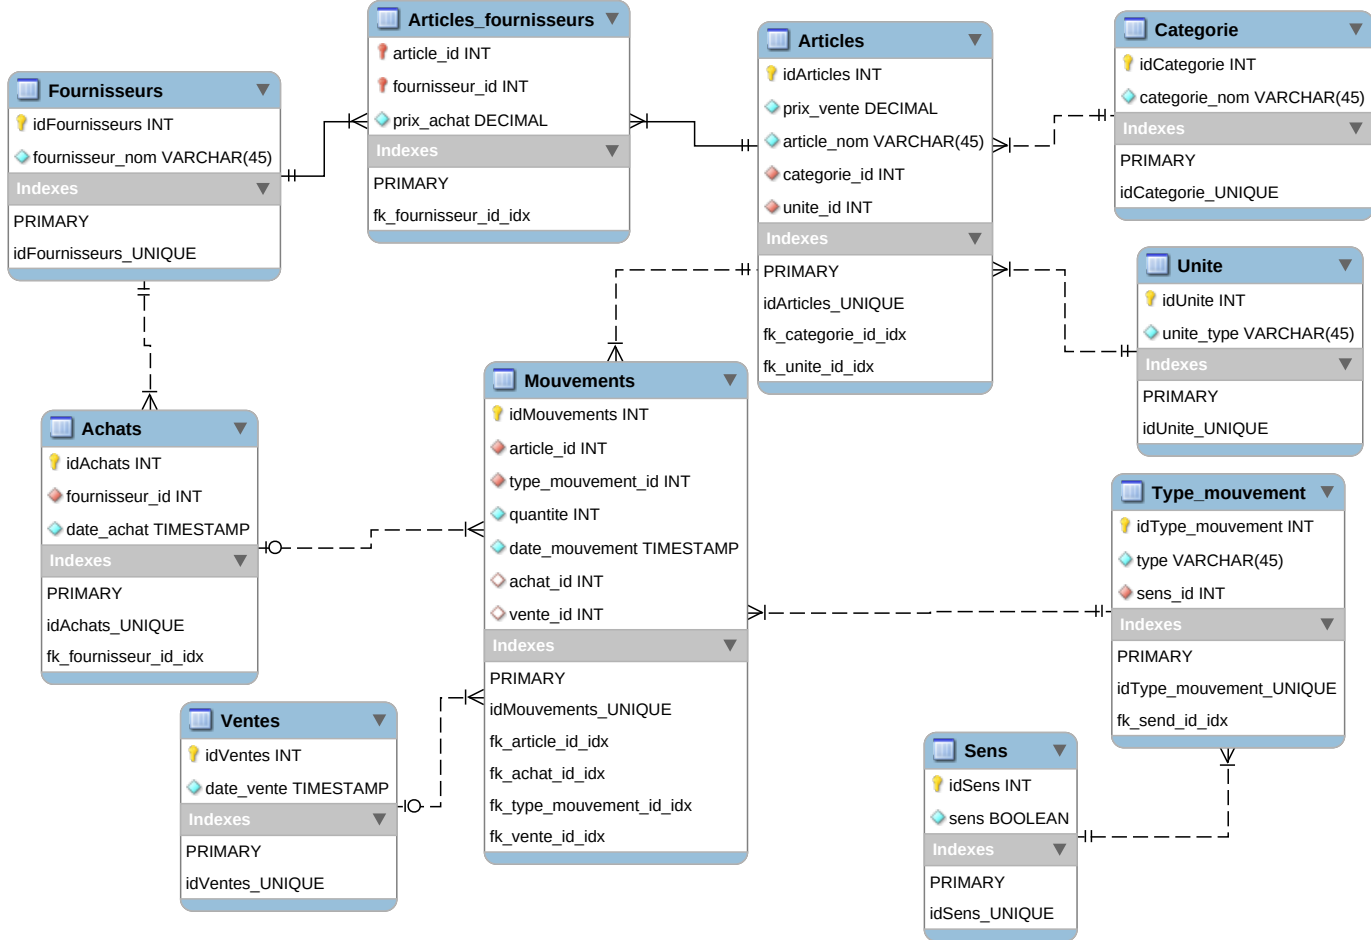 Fournisseurs
idFournisseurs INT
fournisseur_nom VARCHAR(45)
Indexes
PRIMARY
idFournisseurs_UNIQUE
Articles_fournisseurs
article_id INT
fournisseur_id INT
prix_achat DECIMAL
Indexes
PRIMARY
fk_fournisseur_id_idx
Articles
idArticles INT
prix_vente DECIMAL
article_nom VARCHAR(45)
categorie_id INT
unite_id INT
Indexes
PRIMARY
idArticles_UNIQUE
fk_categorie_id_idx
fk_unite_id_idx
Categorie
idCategorie INT
categorie_nom VARCHAR(45)
Indexes
PRIMARY
idCategorie_UNIQUE
Unite
idUnite INT
unite_type VARCHAR(45)
Indexes
PRIMARY
idUnite_UNIQUE
Achats
idAchats INT
fournisseur_id INT
date_achat TIMESTAMP
Indexes
PRIMARY
idAchats_UNIQUE
fk_fournisseur_id_idx
Mouvements
idMouvements INT
article_id INT
type_mouvement_id INT
quantite INT
date_mouvement TIMESTAMP
achat_id INT
vente_id INT
Indexes
PRIMARY
idMouvements_UNIQUE
fk_article_id_idx
fk_achat_id_idx
fk_type_mouvement_id_idx
fk_vente_id_idx
Type_mouvement
idType_mouvement INT
type VARCHAR(45)
sens_id INT
Indexes
PRIMARY
idType_mouvement_UNIQUE
fk_send_id_idx
Ventes
idVentes INT
date_vente TIMESTAMP
Indexes
PRIMARY
idVentes_UNIQUE
Sens
idSens INT
sens BOOLEAN
Indexes
PRIMARY
idSens_UNIQUE